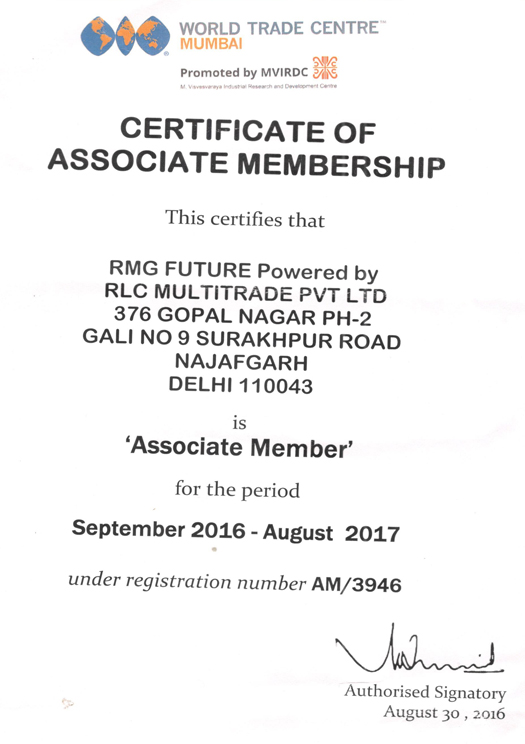 WORLD TRADE CENTRE™
MUMBAI
Promoted by MVIRDC
M. Visvesvaraya Industrial Research and Development Centre
CERTIFICATE OF
ASSOCIATE MEMBERSHIP
This certifies that
RMG FUTURE Powered by
RLC MULTITRADE PVT LTD
376 GOPAL NAGAR PH-2
GALI NO 9 SURAKHPUR ROAD
NAJAFGARH
DELHI 110043
is
‘Associate Member’
for the period
September 2016 - August 2017
under registration number AM/3946
Authorised Signatory
August 30 , 2016